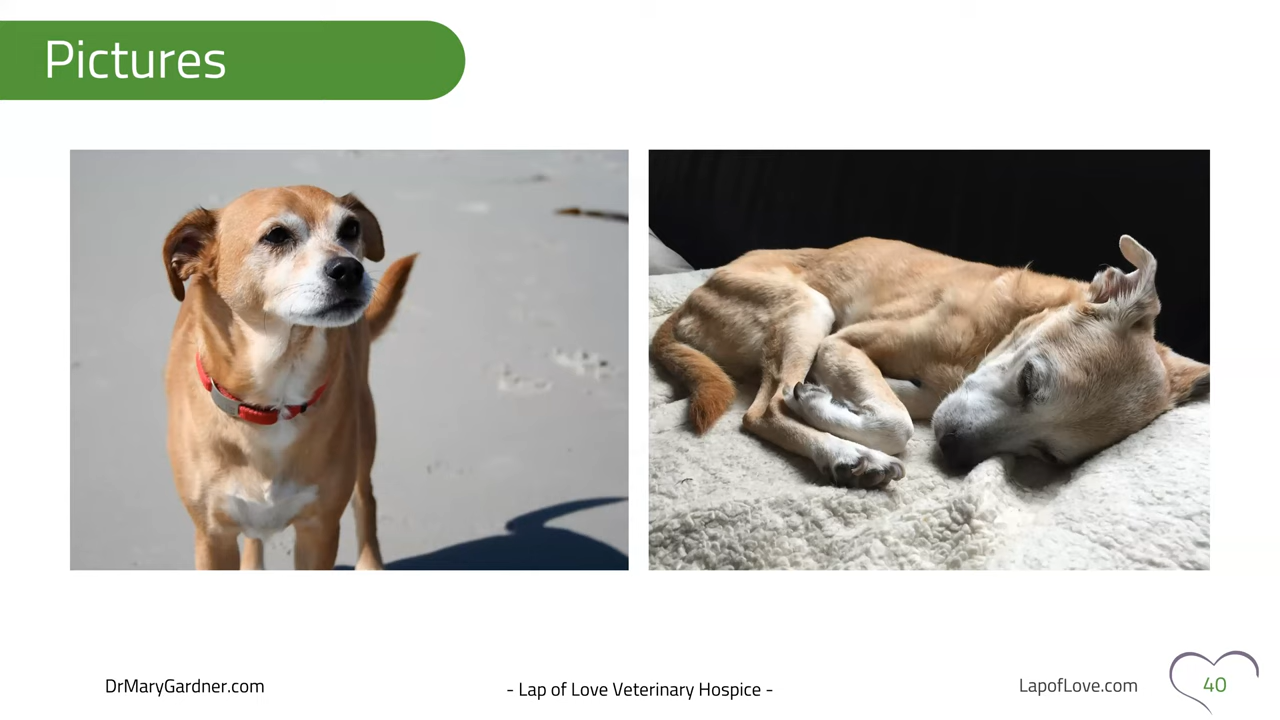 Pictures
DrMaryGardner.com
- Lap of Love Veterinary Hospice -
LapofLove.com
40